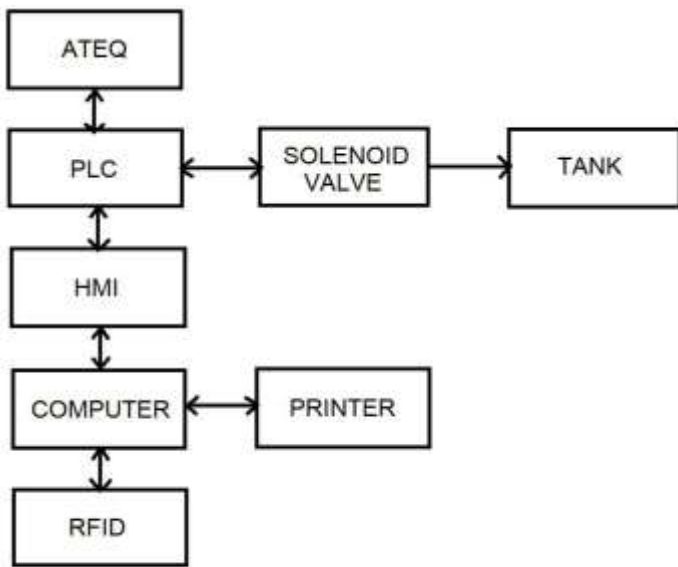 ATEQ
PLC
SOLENOID
VALVE
TANK
HMI
COMPUTER
PRINTER
RFID